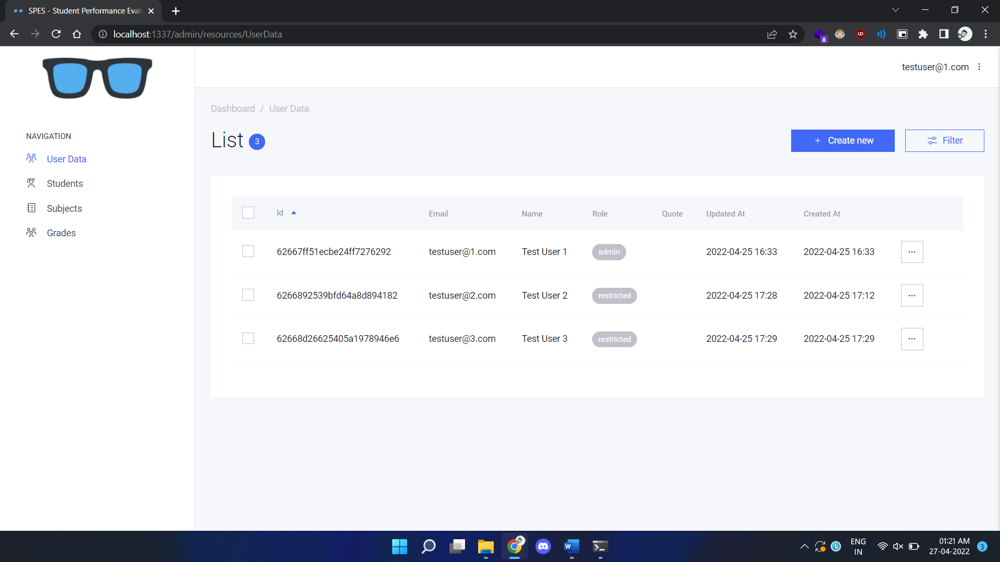 SPES - Student Performance Eval
localhost:1337/admin/resources/UserData
8
testuser@1.com
Dashboard / User Data
NAVIGATION
User Data
Students
Subjects
Grades
List 3
+ Create new
Filter
Id Email Name Role Quote Updated At Created At
62667ff51ecbe24ff7276292 testuser@1.com Test User 1 admin 2022-04-25 16:33 2022-04-25 16:33
6266892539bfd64a8d894182 testuser@2.com Test User 2 restricted 2022-04-25 17:28 2022-04-25 17:12
62668d26625405a1978946e6 testuser@3.com Test User 3 restricted 2022-04-25 17:29 2022-04-25 17:29
W
L
ENG
IN
01:21 AM
27-04-2022
3